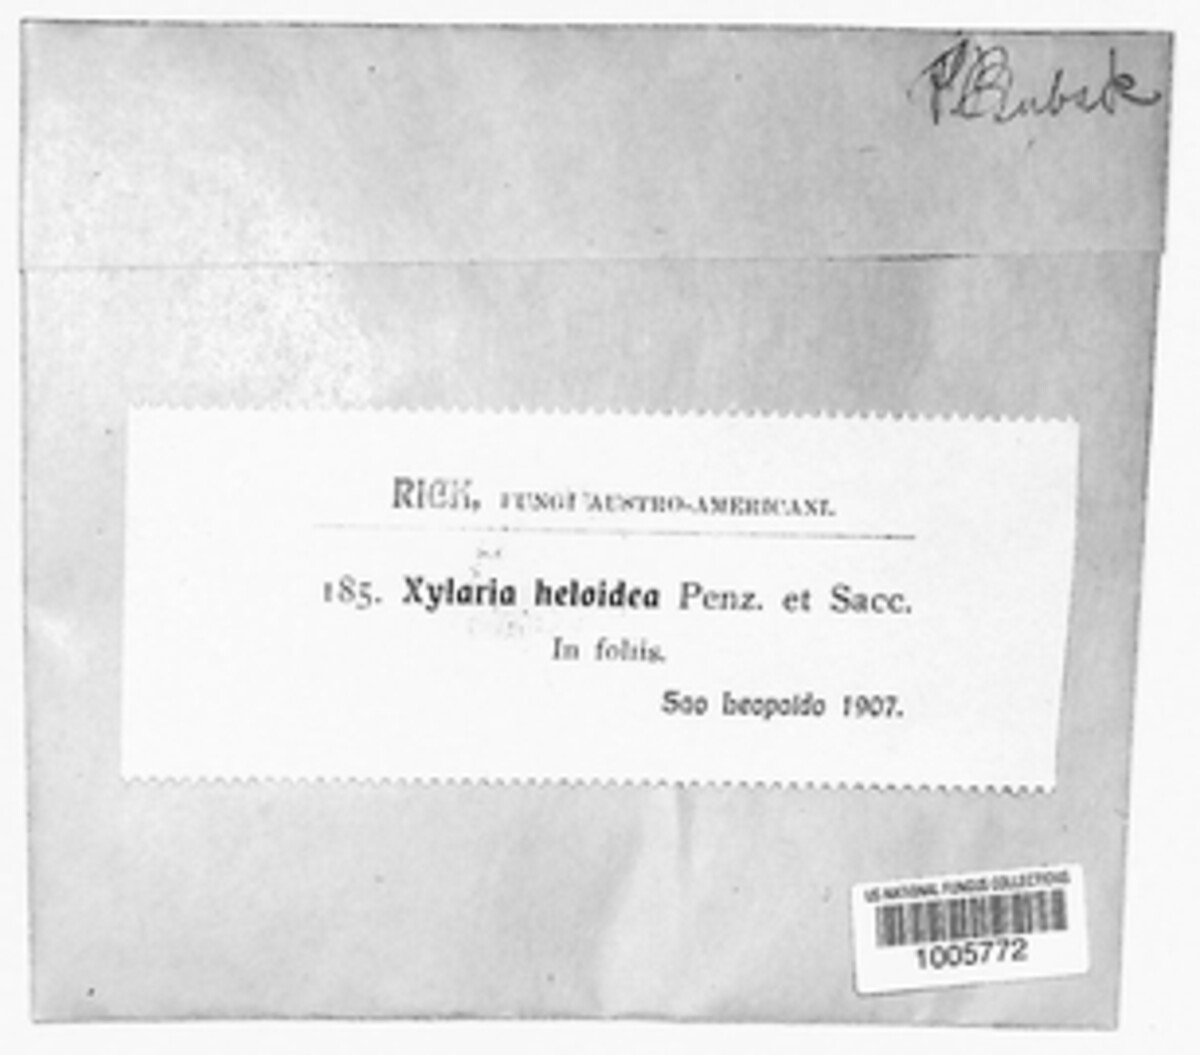 RICK, FUNGI AUSTRO-AMERICANI.
185. Xylaria heloidea Penz. et Sacc.
In foliis.
Sao Leopoldo 1907.
US NATIONAL FUNGUS COLLECTIONS
1005772